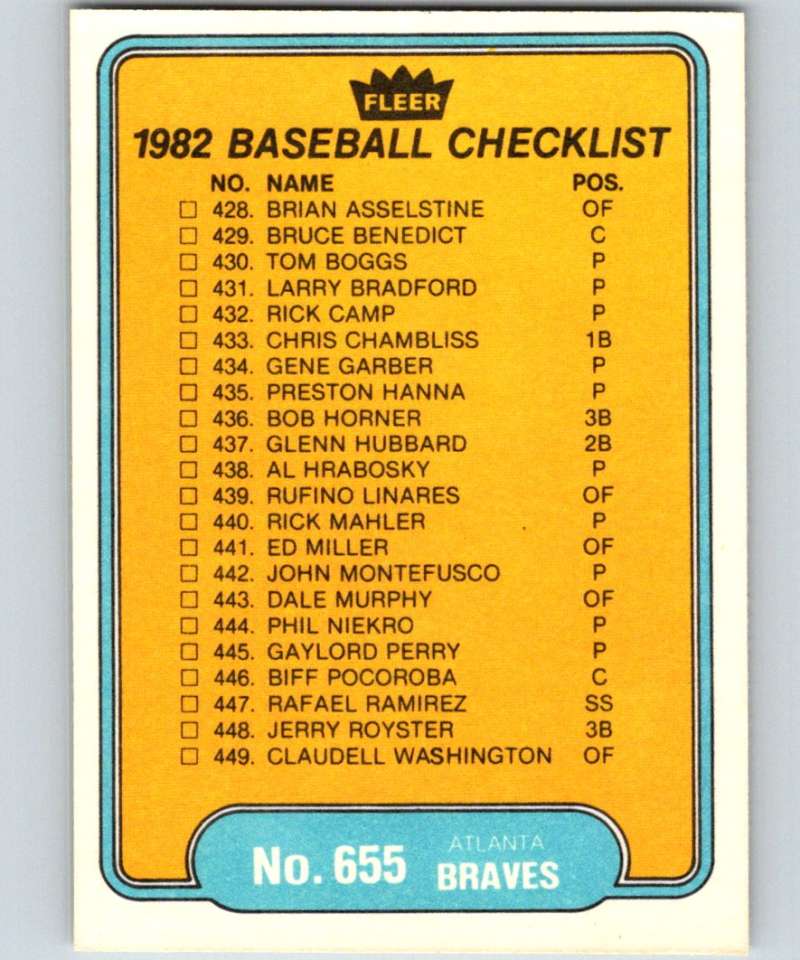 FLEER
1982 BASEBALL CHECKLIST
NO. NAME POS.
428. BRIAN ASSELSTINE OF
429. BRUCE BENEDICT C
430. TOM BOGGS P
431. LARRY BRADFORD P
432. RICK CAMP P
433. CHRIS CHAMBLISS 1B
434. GENE GARBER P
435. PRESTON HANNA P
436. BOB HORNER 3B
437. GLENN HUBBARD 2B
438. AL HRABOSKY P
439. RUFINO LINARES OF
440. RICK MAHLER P
441. ED MILLER OF
442. JOHN MONTEFUSCO P
443. DALE MURPHY OF
444. PHIL NIEKRO P
445. GAYLORD PERRY P
446. BIFF POCOROBA C
447. RAFAEL RAMIREZ SS
448. JERRY ROYSTER 3B
449. CLAUDELL WASHINGTON OF
No. 655
ATLANTA
BRAVES